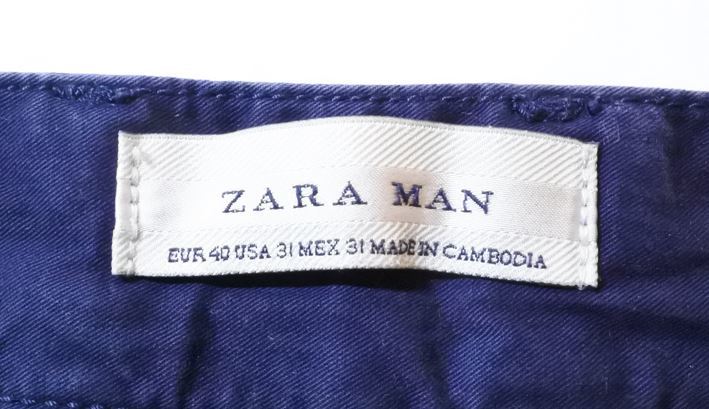 ZARA MAN
EUR 40 USA 31 MEX 31 MADE IN CAMBODIA